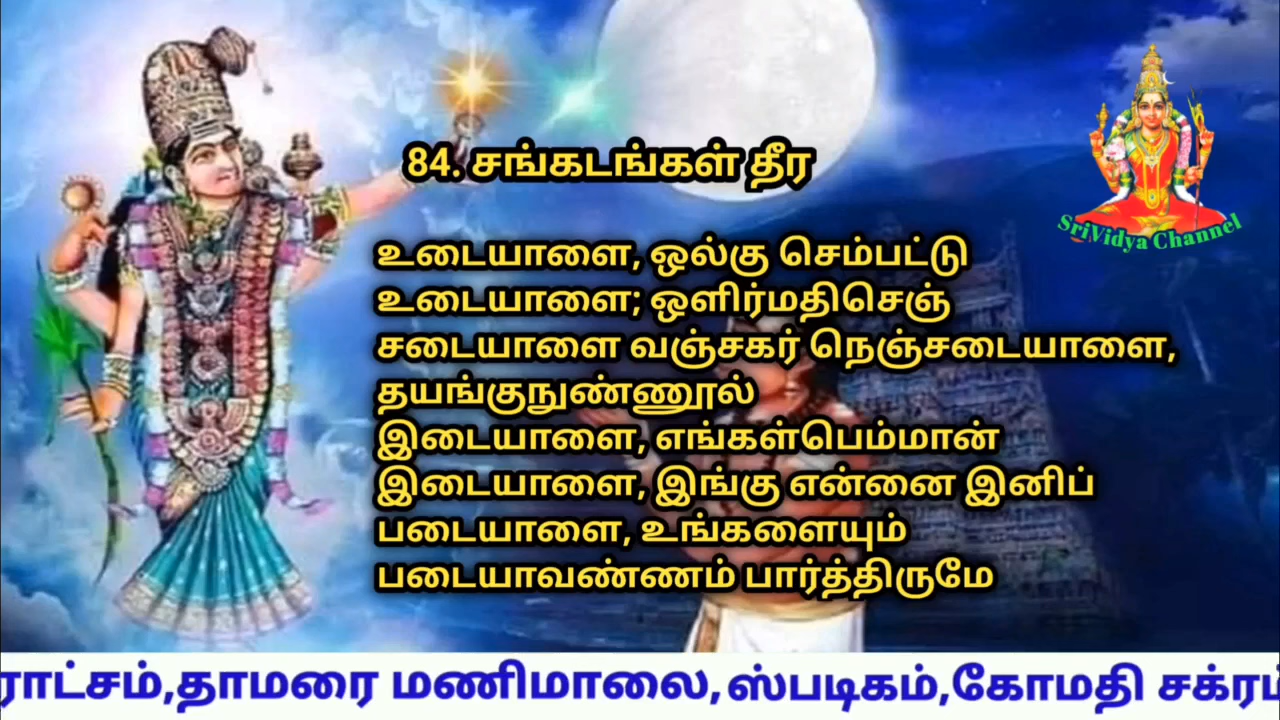 84. சங்கடங்கள் தீர
SriVidya Channel
உடையாளை, ஒல்கு செம்பட்டு
உடையாளை; ஒளிர்மதிசெஞ்
சடையாளை வஞ்சகர் நெஞ்சடையாளை,
தயங்குநுண்ணூல்
இடையாளை, எங்கள்பெம்மான்
இடையாளை, இங்கு என்னை இனிப்
படையாளை, உங்களையும்
படையாவண்ணம் பார்த்திருமே
ராட்சம்,தாமரை மணிமாலை,ஸ்படிகம்,கோமதி சக்ரம்